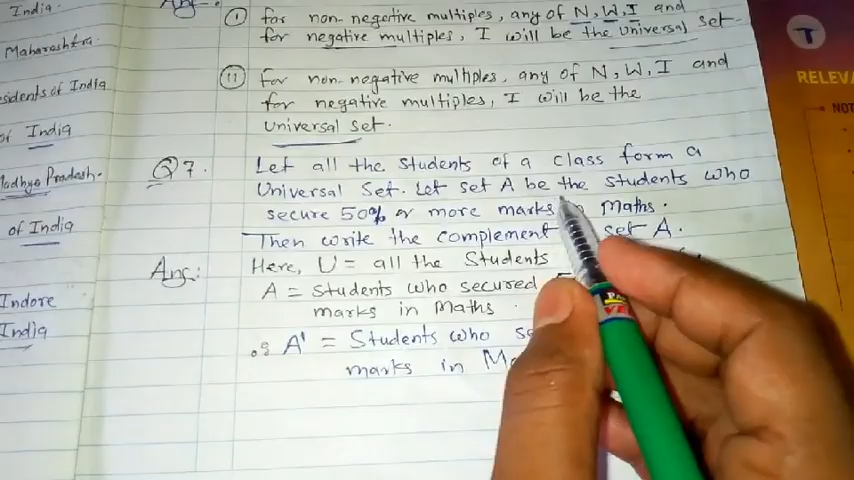 India.
Maharashtra.
sidents of India
of India
Madhya Pradesh.
of India
Indore
India
Ans:
(i) for non-negative multiples, any of N, W, I and
for negative multiples, I will be the Universal set.
(ii) for non-negative multiples, any of N, W, I and
for negative multiples, I will be the
Universal set.
Q7. Let all the students of a class form a
Universal Set. Let set A be the students who
secure 50% or more marks in Maths.
Then write the complement set A.
Ans: Here, U = all the Students
A = Students who secured
marks in Maths.
∴ A' = Students who se
marks in M
T
RELEV
NOT